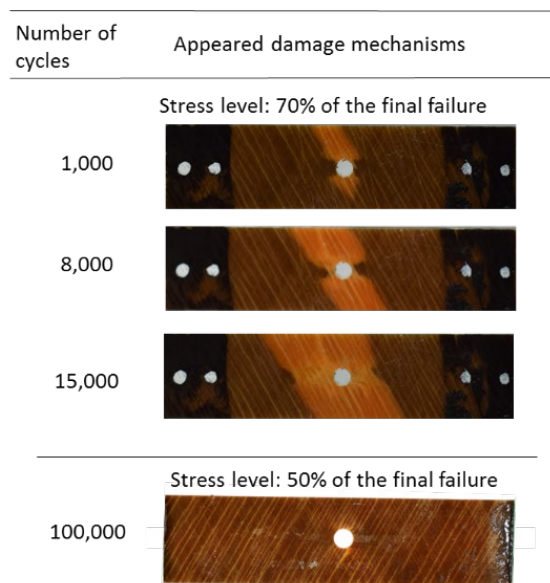 Number of
cycles
Appeared damage mechanisms
Stress level: 70% of the final failure
1,000
8,000
15,000
Stress level: 50% of the final failure
100,000